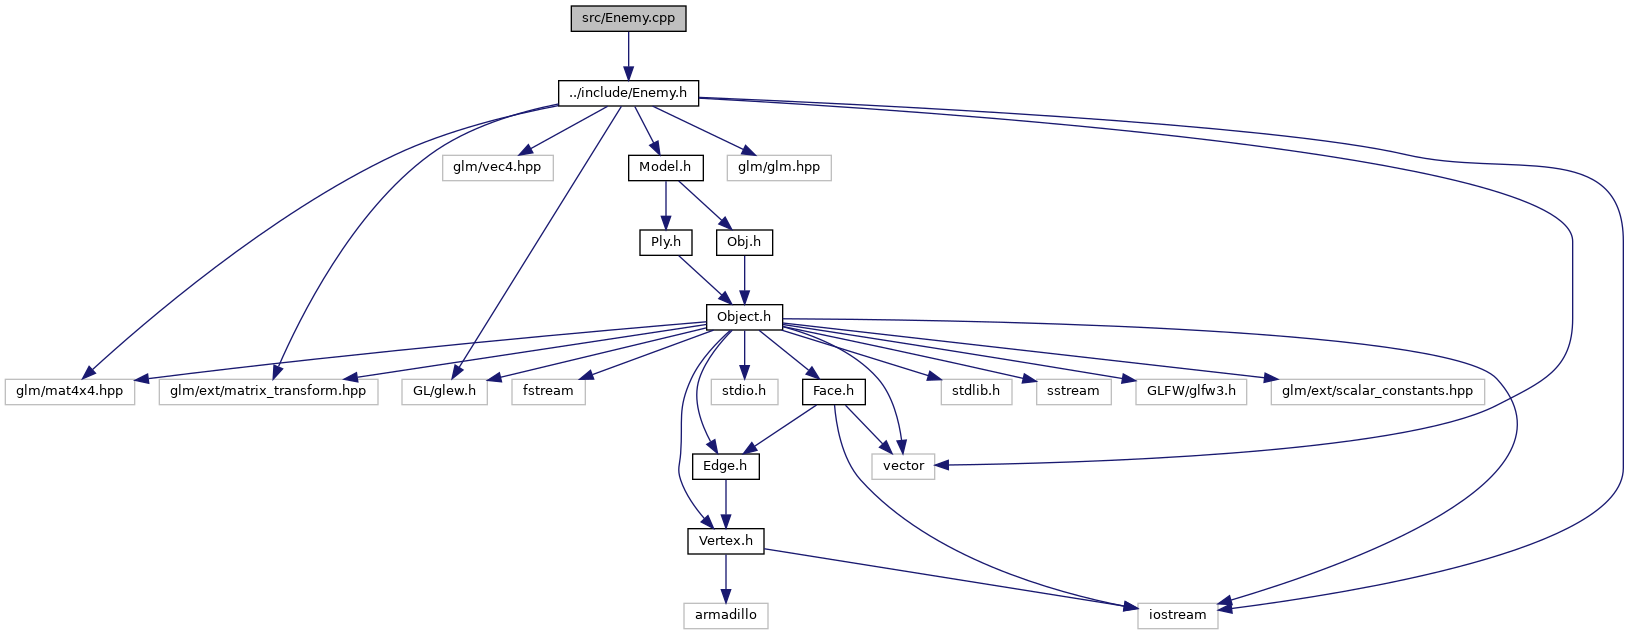 src/Enemy.cpp
../include/Enemy.h
glm/vec4.hpp
Model.h
glm/glm.hpp
Ply.h
Obj.h
Object.h
glm/mat4x4.hpp
glm/ext/matrix_transform.hpp
GL/glew.h
fstream
stdio.h
Face.h
stdlib.h
sstream
GLFW/glfw3.h
glm/ext/scalar_constants.hpp
Edge.h
vector
Vertex.h
armadillo
iostream